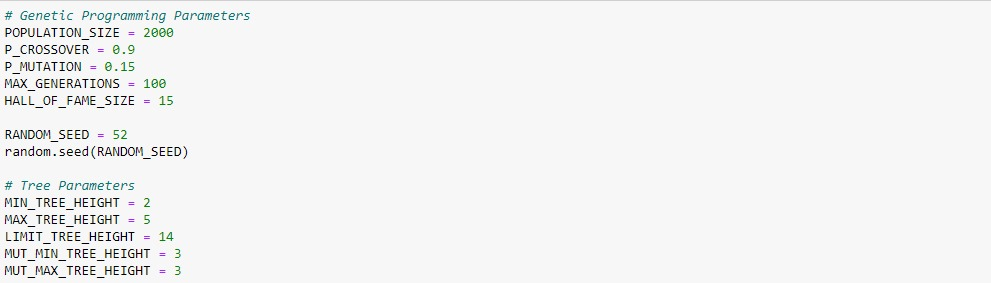 # Genetic Programming Parameters
POPULATION_SIZE = 2000
P_CROSSOVER = 0.9
P_MUTATION = 0.15
MAX_GENERATIONS = 100
HALL_OF_FAME_SIZE = 15
RANDOM_SEED = 52
random.seed(RANDOM_SEED)
# Tree Parameters
MIN_TREE_HEIGHT = 2
MAX_TREE_HEIGHT = 5
LIMIT_TREE_HEIGHT = 14
MUT_MIN_TREE_HEIGHT = 3
MUT_MAX_TREE_HEIGHT = 3